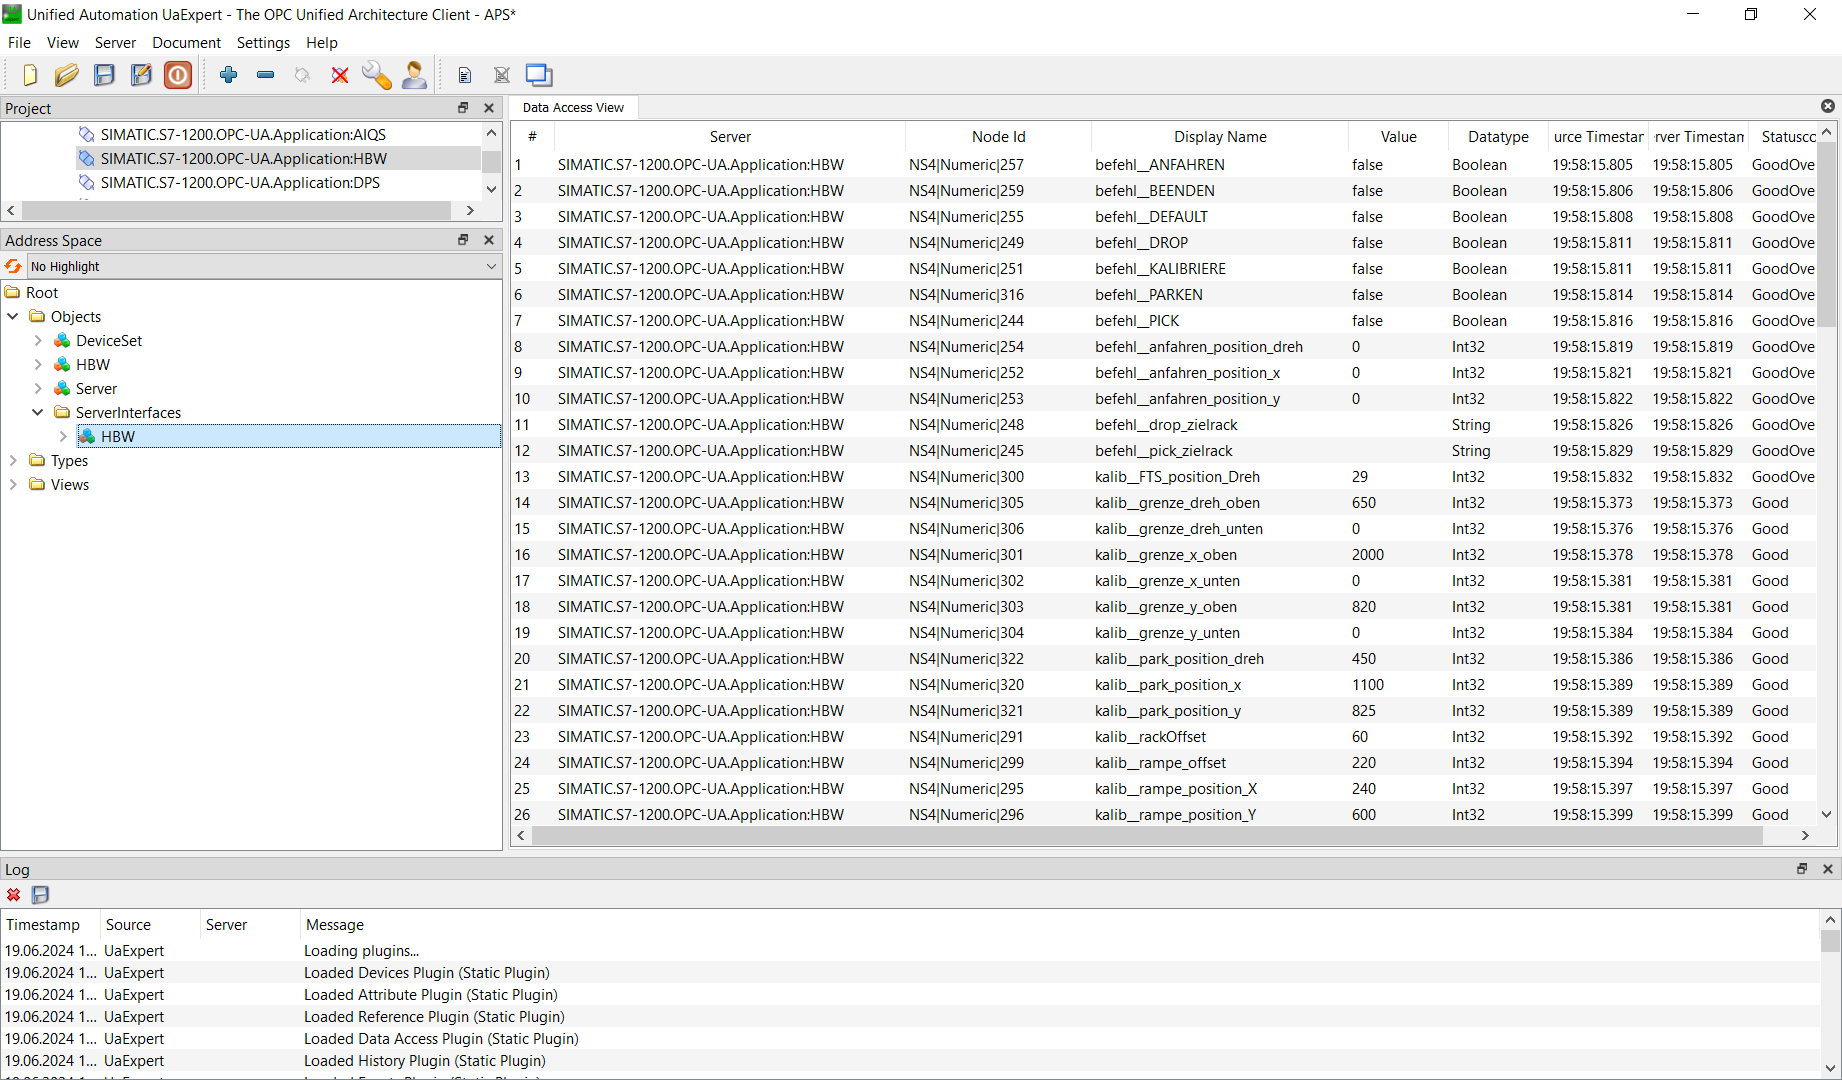 Unified Automation UaExpert - The OPC Unified Architecture Client - APS*
File View Server Document Settings Help
Project
SIMATIC.S7-1200.OPC-UA.Application:AIQS
SIMATIC.S7-1200.OPC-UA.Application:HBW
SIMATIC.S7-1200.OPC-UA.Application:DPS
Address Space
No Highlight
Root
Objects
DeviceSet
HBW
Server
ServerInterfaces
HBW
Types
Views
Data Access View
# Server Node Id Display Name Value Datatype urce Timestar rver Timestan Statusco
1 SIMATIC.S7-1200.OPC-UA.Application:HBW NS4|Numeric|257 befehl__ANFAHREN false Boolean 19:58:15.805 19:58:15.805 GoodOve
2 SIMATIC.S7-1200.OPC-UA.Application:HBW NS4|Numeric|259 befehl__BEENDEN false Boolean 19:58:15.806 19:58:15.806 GoodOve
3 SIMATIC.S7-1200.OPC-UA.Application:HBW NS4|Numeric|255 befehl__DEFAULT false Boolean 19:58:15.808 19:58:15.808 GoodOve
4 SIMATIC.S7-1200.OPC-UA.Application:HBW NS4|Numeric|249 befehl__DROP false Boolean 19:58:15.811 19:58:15.811 GoodOve
5 SIMATIC.S7-1200.OPC-UA.Application:HBW NS4|Numeric|251 befehl__KALIBRIERE false Boolean 19:58:15.811 19:58:15.811 GoodOve
6 SIMATIC.S7-1200.OPC-UA.Application:HBW NS4|Numeric|316 befehl__PARKEN false Boolean 19:58:15.814 19:58:15.814 GoodOve
7 SIMATIC.S7-1200.OPC-UA.Application:HBW NS4|Numeric|244 befehl__PICK false Boolean 19:58:15.816 19:58:15.816 GoodOve
8 SIMATIC.S7-1200.OPC-UA.Application:HBW NS4|Numeric|254 befehl__anfahren_position_dreh 0 Int32 19:58:15.819 19:58:15.819 GoodOve
9 SIMATIC.S7-1200.OPC-UA.Application:HBW NS4|Numeric|252 befehl__anfahren_position_x 0 Int32 19:58:15.821 19:58:15.821 GoodOve
10 SIMATIC.S7-1200.OPC-UA.Application:HBW NS4|Numeric|253 befehl__anfahren_position_y 0 Int32 19:58:15.822 19:58:15.822 GoodOve
11 SIMATIC.S7-1200.OPC-UA.Application:HBW NS4|Numeric|248 befehl__drop_zielrack String 19:58:15.826 19:58:15.826 GoodOve
12 SIMATIC.S7-1200.OPC-UA.Application:HBW NS4|Numeric|245 befehl__pick_zielrack String 19:58:15.829 19:58:15.829 GoodOve
13 SIMATIC.S7-1200.OPC-UA.Application:HBW NS4|Numeric|300 kalib__FTS_position_Dreh 29 Int32 19:58:15.832 19:58:15.832 GoodOve
14 SIMATIC.S7-1200.OPC-UA.Application:HBW NS4|Numeric|305 kalib__grenze_dreh_oben 650 Int32 19:58:15.373 19:58:15.373 Good
15 SIMATIC.S7-1200.OPC-UA.Application:HBW NS4|Numeric|306 kalib__grenze_dreh_unten 0 Int32 19:58:15.376 19:58:15.376 Good
16 SIMATIC.S7-1200.OPC-UA.Application:HBW NS4|Numeric|301 kalib__grenze_x_oben 2000 Int32 19:58:15.378 19:58:15.378 Good
17 SIMATIC.S7-1200.OPC-UA.Application:HBW NS4|Numeric|302 kalib__grenze_x_unten 0 Int32 19:58:15.381 19:58:15.381 Good
18 SIMATIC.S7-1200.OPC-UA.Application:HBW NS4|Numeric|303 kalib__grenze_y_oben 820 Int32 19:58:15.381 19:58:15.381 Good
19 SIMATIC.S7-1200.OPC-UA.Application:HBW NS4|Numeric|304 kalib__grenze_y_unten 0 Int32 19:58:15.384 19:58:15.384 Good
20 SIMATIC.S7-1200.OPC-UA.Application:HBW NS4|Numeric|322 kalib__park_position_dreh 450 Int32 19:58:15.386 19:58:15.386 Good
21 SIMATIC.S7-1200.OPC-UA.Application:HBW NS4|Numeric|320 kalib__park_position_x 1100 Int32 19:58:15.389 19:58:15.389 Good
22 SIMATIC.S7-1200.OPC-UA.Application:HBW NS4|Numeric|321 kalib__park_position_y 825 Int32 19:58:15.389 19:58:15.389 Good
23 SIMATIC.S7-1200.OPC-UA.Application:HBW NS4|Numeric|291 kalib__rackOffset 60 Int32 19:58:15.392 19:58:15.392 Good
24 SIMATIC.S7-1200.OPC-UA.Application:HBW NS4|Numeric|299 kalib__rampe_offset 220 Int32 19:58:15.394 19:58:15.394 Good
25 SIMATIC.S7-1200.OPC-UA.Application:HBW NS4|Numeric|295 kalib__rampe_position_X 240 Int32 19:58:15.397 19:58:15.397 Good
26 SIMATIC.S7-1200.OPC-UA.Application:HBW NS4|Numeric|296 kalib__rampe_position_Y 600 Int32 19:58:15.399 19:58:15.399 Good
Log
Timestamp Source Server Message
19.06.2024 1... UaExpert Loading plugins...
19.06.2024 1... UaExpert Loaded Devices Plugin (Static Plugin)
19.06.2024 1... UaExpert Loaded Attribute Plugin (Static Plugin)
19.06.2024 1... UaExpert Loaded Reference Plugin (Static Plugin)
19.06.2024 1... UaExpert Loaded Data Access Plugin (Static Plugin)
19.06.2024 1... UaExpert Loaded History Plugin (Static Plugin)